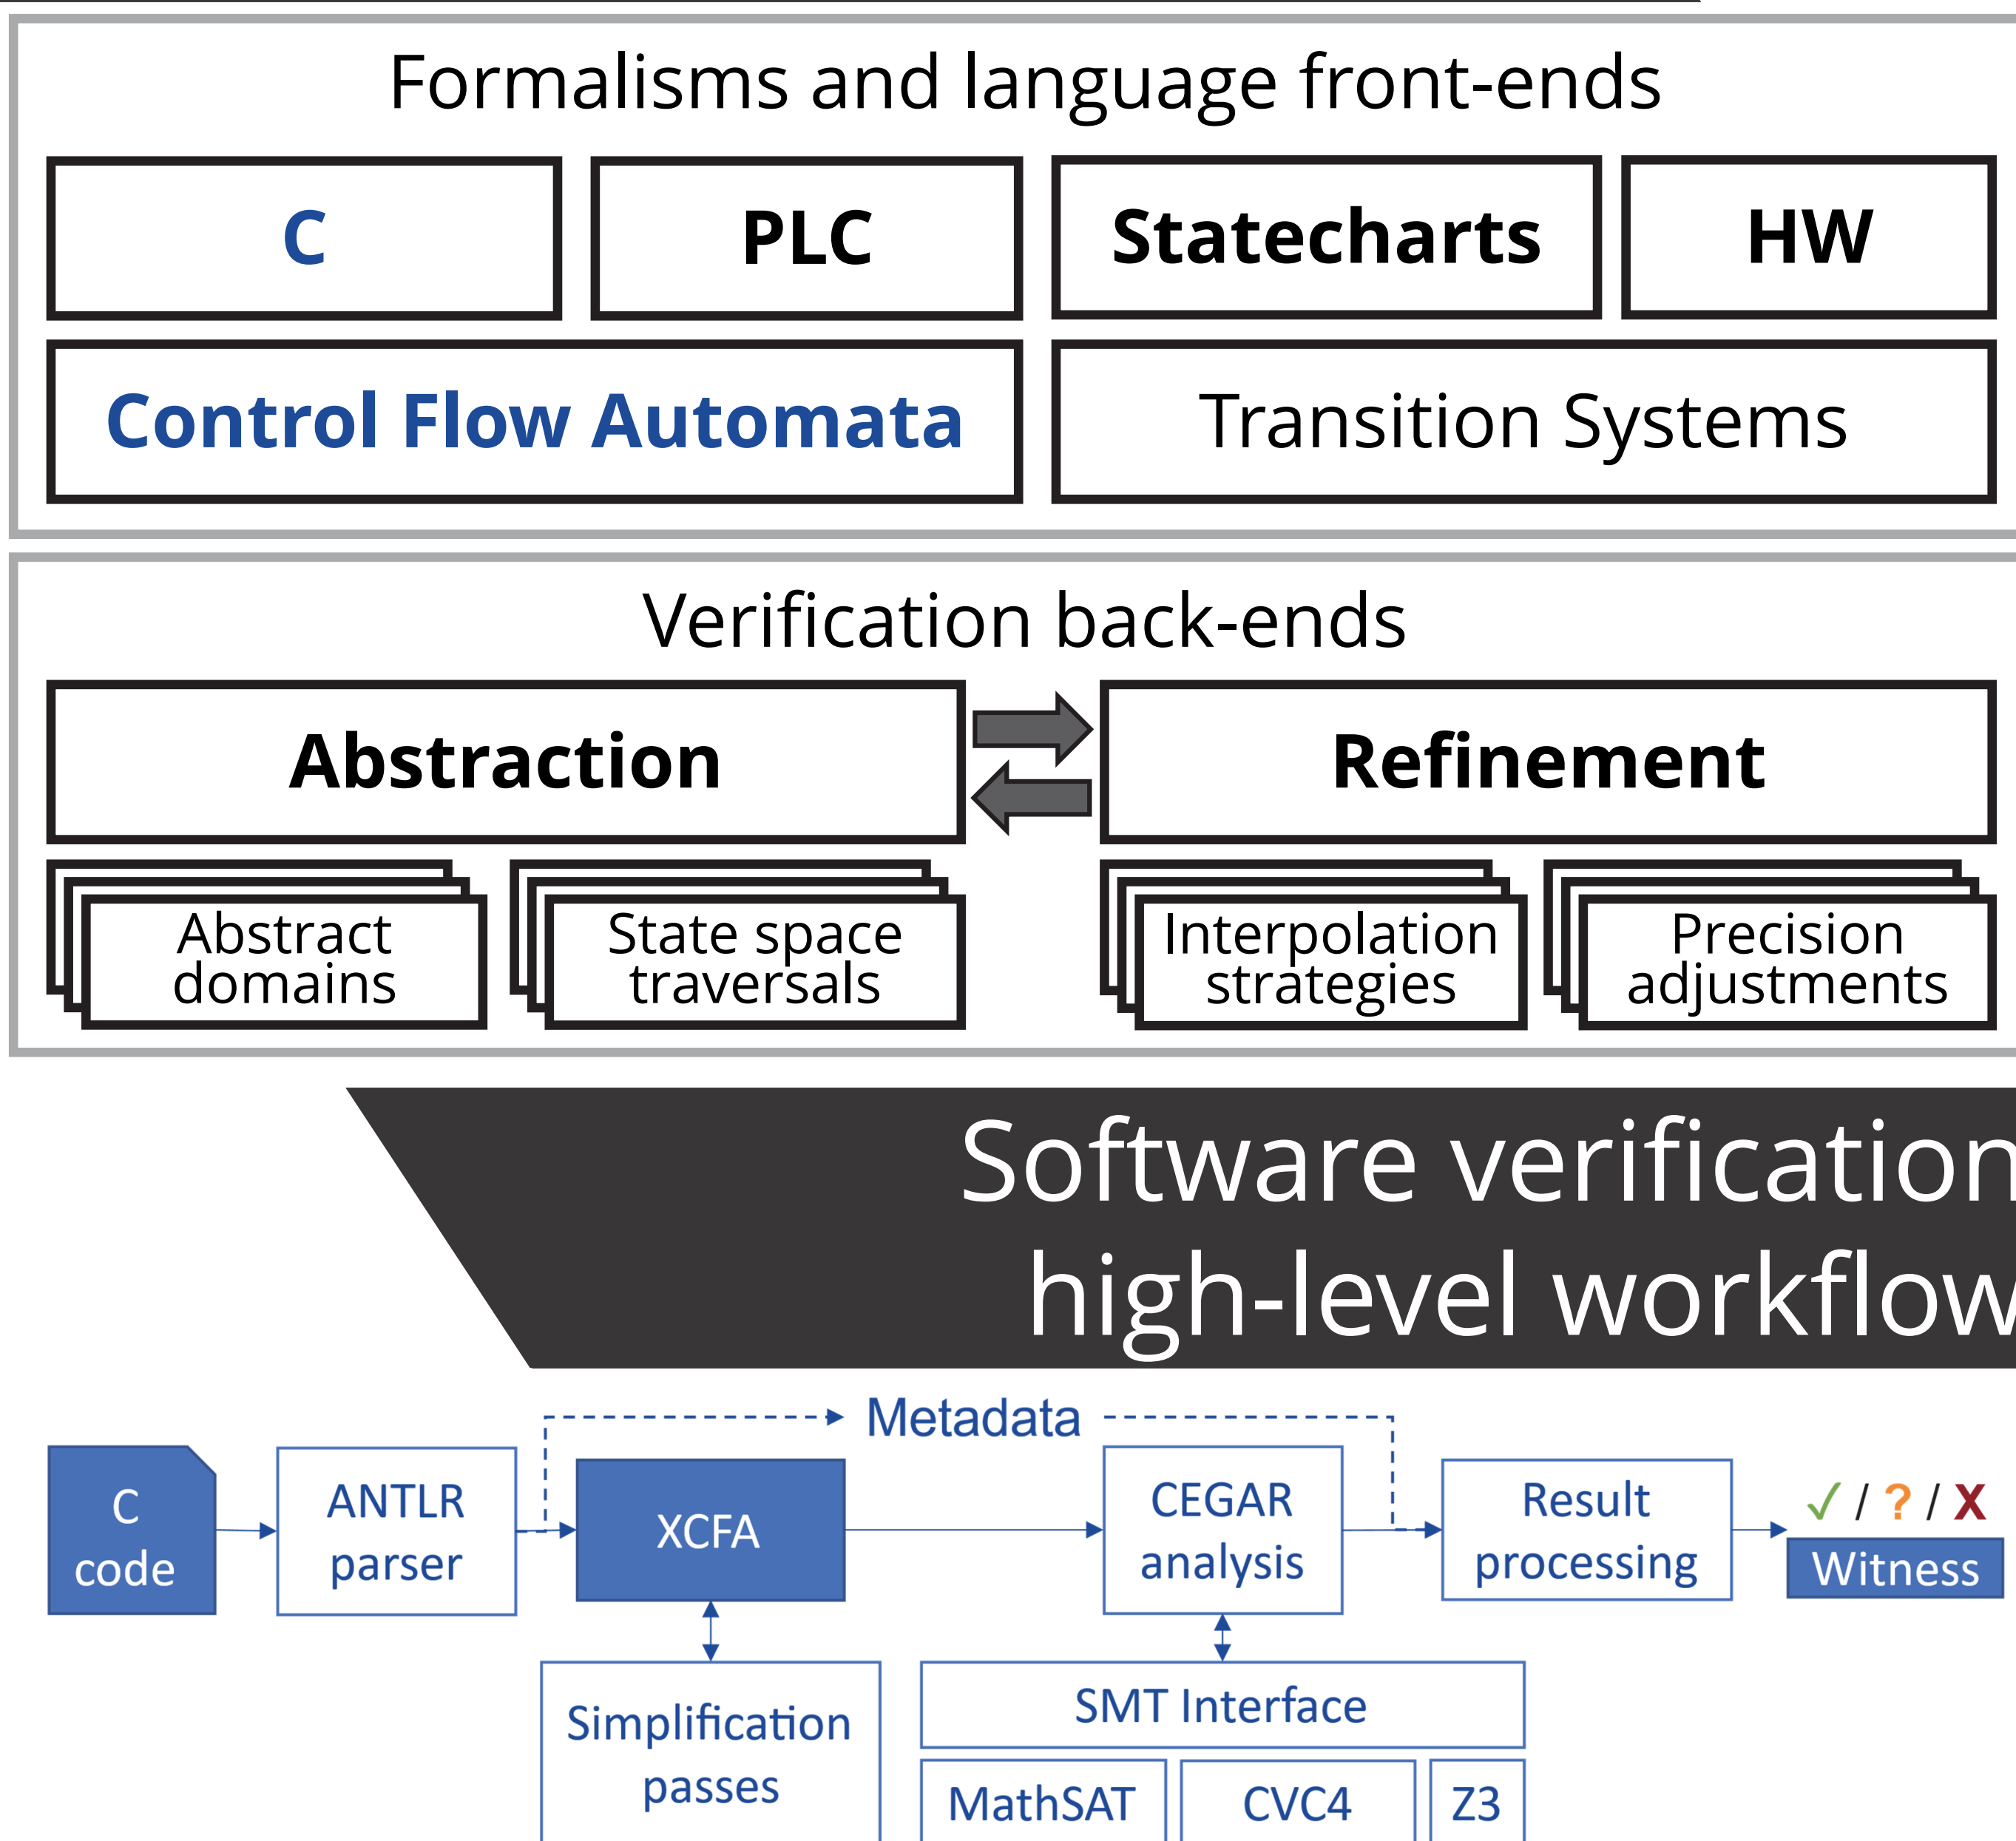 Formalisms and language front-ends
C
PLC
Statecharts
HW
Control Flow Automata
Transition Systems
Verification back-ends
Abstraction
Refinement
Abstract
domains
State space
traversals
Interpolation
strategies
Precision
adjustments
Software verification
high-level workflow
Metadata
C
code
ANTLR
parser
XCFA
CEGAR
analysis
Result
processing
✓ / ? / X
Witness
Simplification
passes
SMT Interface
MathSAT
CVC4
Z3